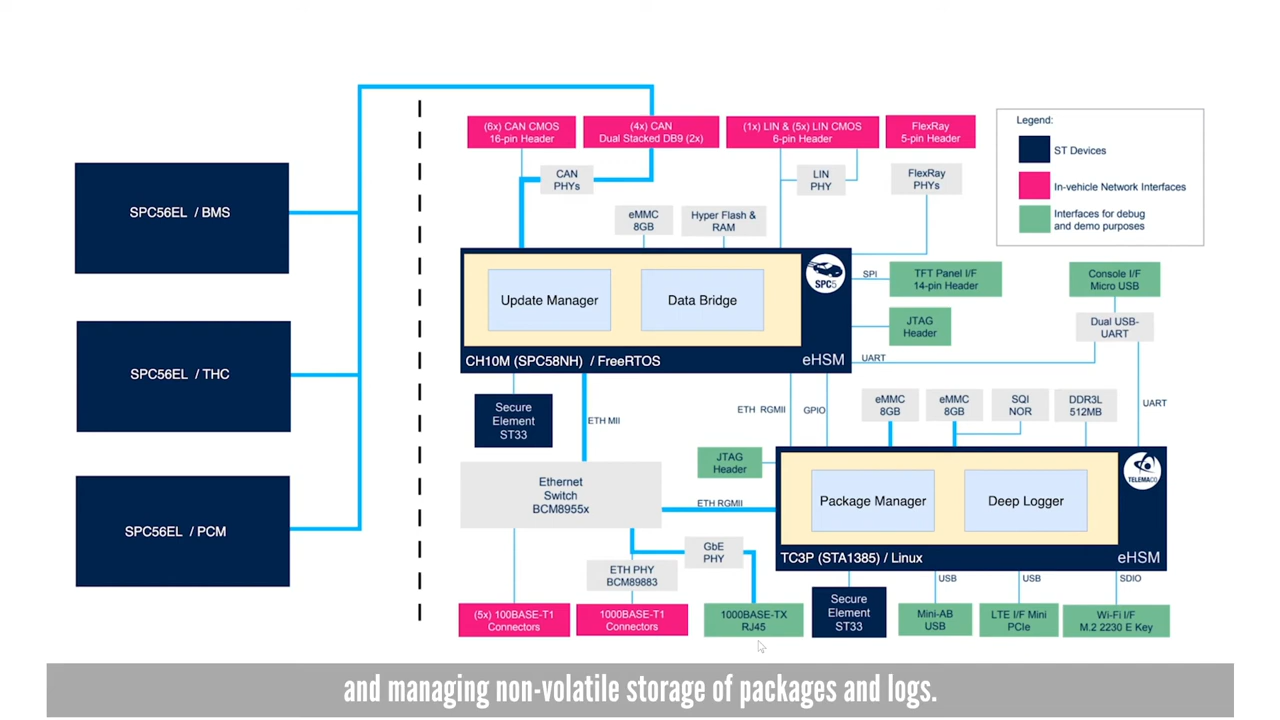 (6x) CAN CMOS
16-pin Header
(4x) CAN
Dual Stacked DB9 (2x)
(1x) LIN & (5x) LIN CMOS
6-pin Header
FlexRay
5-pin Header
Legend:
ST Devices
In-vehicle Network Interfaces
Interfaces for debug
and demo purposes
CAN
PHYs
LIN
PHY
FlexRay
PHYs
SPC56EL / BMS
eMMC
8GB
Hyper Flash &
RAM
Update Manager
Data Bridge
SPC5
CH10M (SPC58NH) / FreeRTOS
eHSM
SPI
TFT Panel I/F
14-pin Header
Console I/F
Micro USB
JTAG
Header
Dual USB-
UART
UART
SPC56EL / THC
Secure
Element
ST33
ETH MII
ETH RGMII
GPIO
eMMC
8GB
eMMC
8GB
SQI
NOR
DDR3L
512MB
UART
JTAG
Header
Ethernet
Switch
BCM8955x
ETH RGMII
Package Manager
Deep Logger
TELEMACO
TC3P (STA1385) / Linux
eHSM
SPC56EL / PCM
GbE
PHY
ETH PHY
BCM89883
USB
USB
SDIO
(5x) 100BASE-T1
Connectors
1000BASE-T1
Connectors
1000BASE-TX
RJ45
Secure
Element
ST33
Mini-AB
USB
LTE I/F Mini
PCIe
Wi-Fi I/F
M.2 2230 E Key
and managing non-volatile storage of packages and logs.